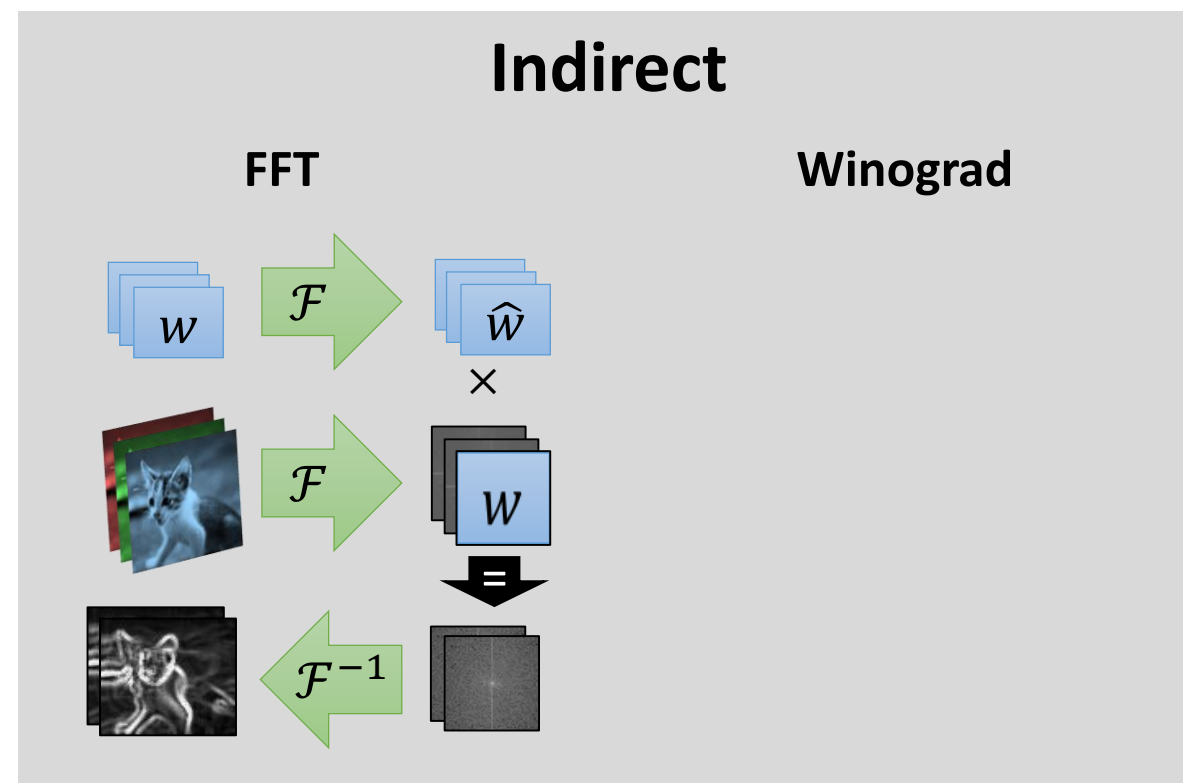 Indirect
FFT
Winograd
w
ℱ
ŵ
×
ℱ
w
=
ℱ⁻¹